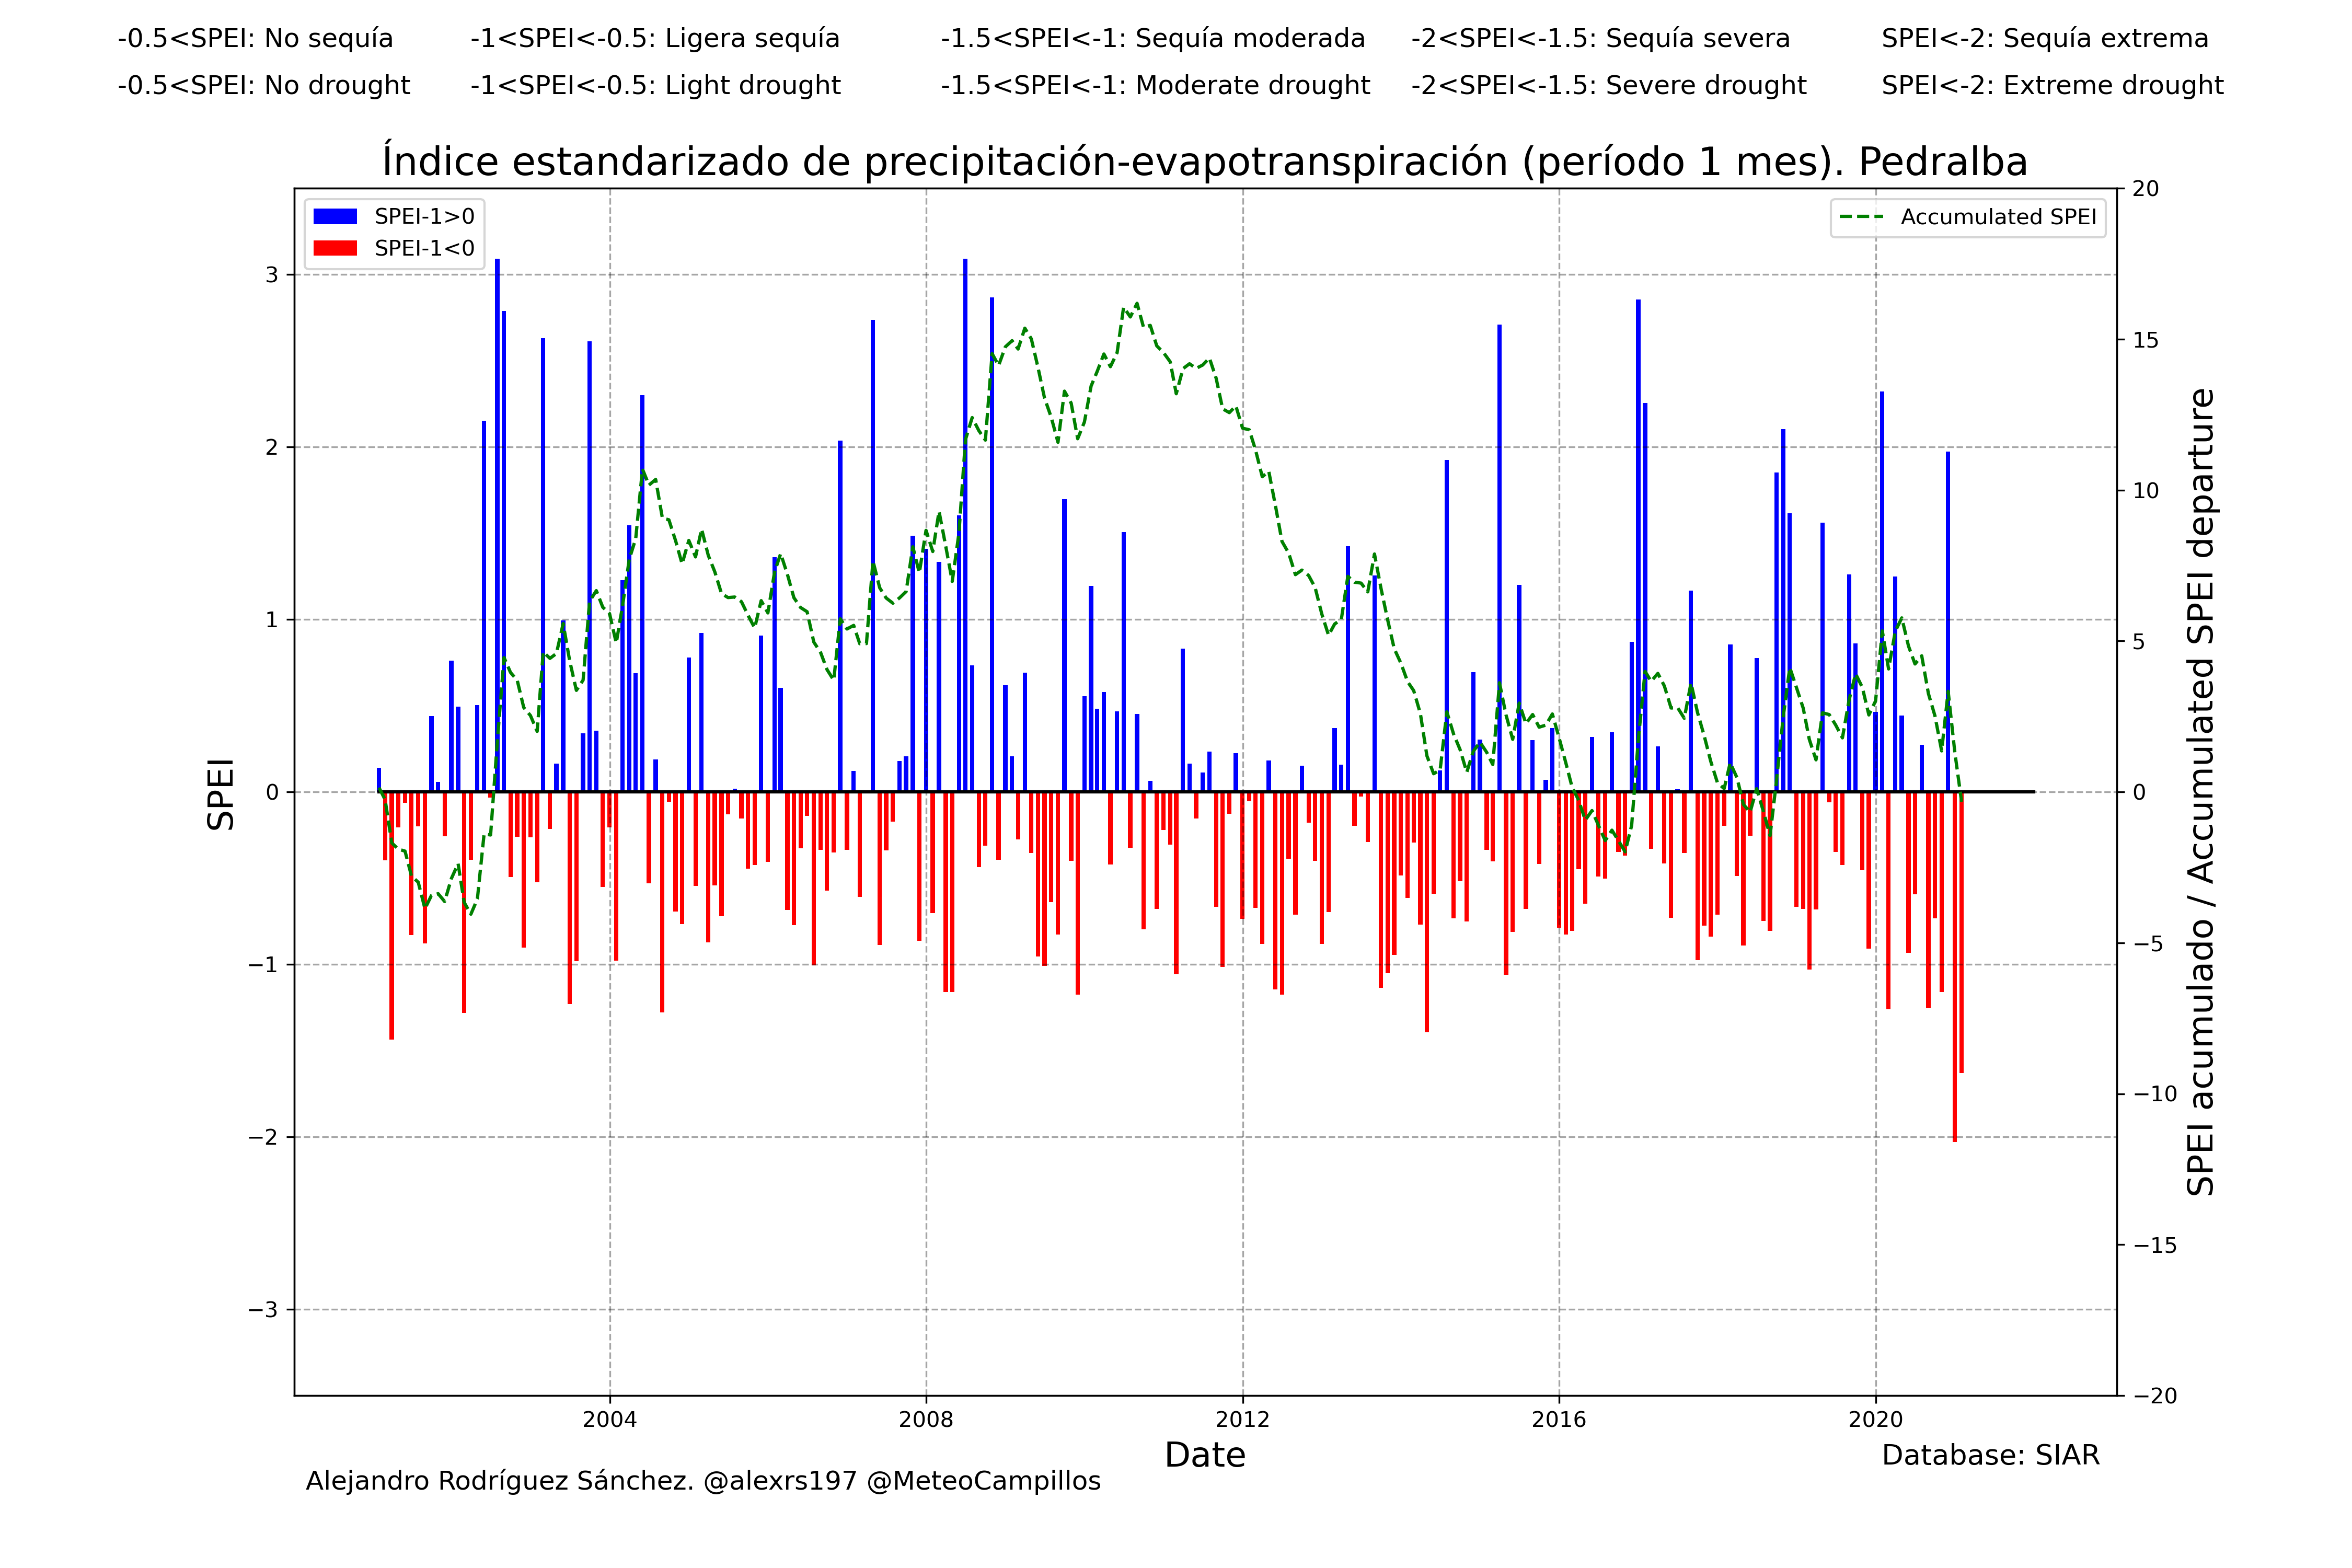 -0.5<SPEI: No sequía -1<SPEI<-0.5: Ligera sequía -1.5<SPEI<-1: Sequía moderada -2<SPEI<-1.5: Sequía severa SPEI<-2: Sequía extrema
-0.5<SPEI: No drought -1<SPEI<-0.5: Light drought -1.5<SPEI<-1: Moderate drought -2<SPEI<-1.5: Severe drought SPEI<-2: Extreme drought
Índice estandarizado de precipitación-evapotranspiración (período 1 mes). Pedralba
SPEI-1>0
SPEI-1<0
Accumulated SPEI
SPEI
3
2
1
0
−1
−2
−3
20
15
10
5
0
−5
−10
−15
−20
SPEI acumulado / Accumulated SPEI departure
2004 2008 2012 2016 2020
Date
Database: SIAR
Alejandro Rodríguez Sánchez. @alexrs197 @MeteoCampillos